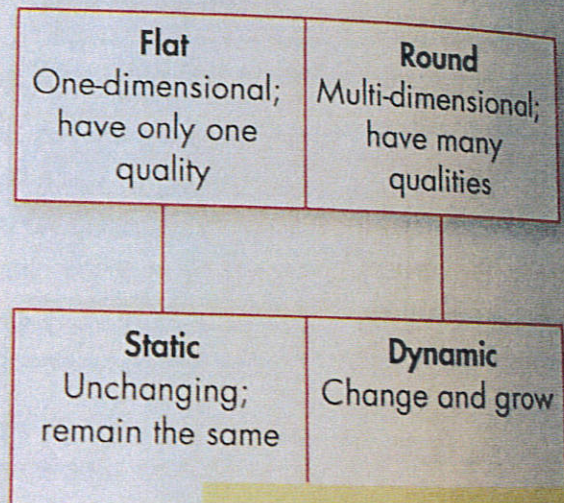 Flat
One-dimensional;
have only one
quality
Round
Multi-dimensional;
have many
qualities
Static
Unchanging;
remain the same
Dynamic
Change and grow